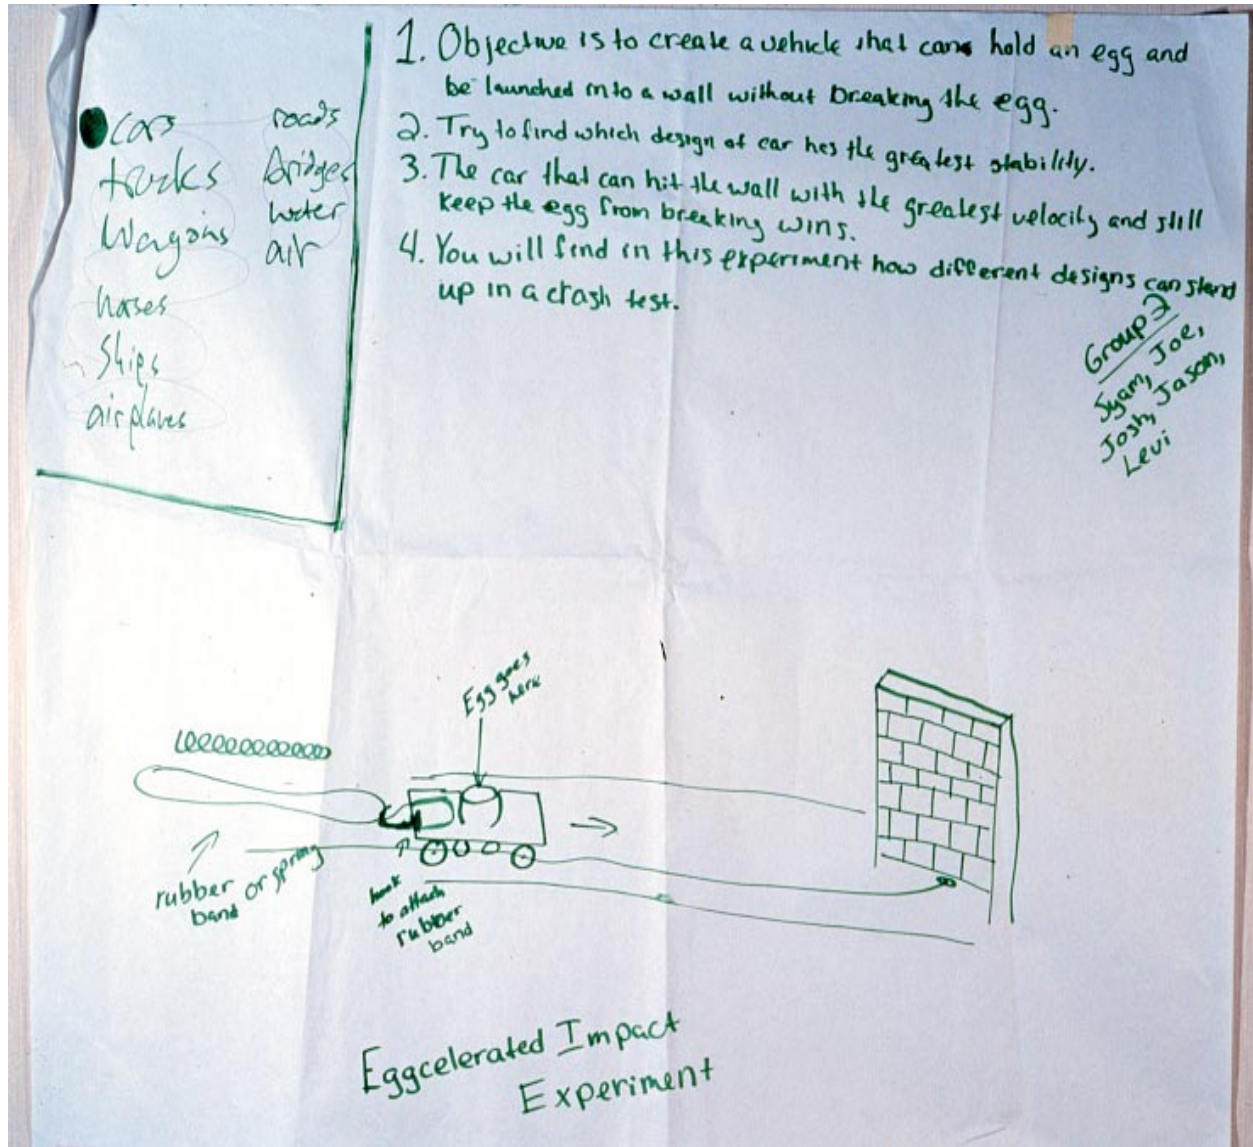 cars
trucks
Wagons
hoses
Ships
airplanes
roads
bridges
water
air
1. Objective is to create a vehicle that can hold an egg and
be launched into a wall without breaking the egg.
2. Try to find which design of car hes the greatest stability.
3. The car that can hit the wall with the greatest velocity and still
keep the egg from breaking wins.
4. You will find in this experiment how different designs can stand
up in a crash test.
Group 2
Joe,
Josh, Jason,
Levi
Egg goes
here
rubber or spring
band
hook
to attach
rubber
band
Eggcelerated Impact
Experiment